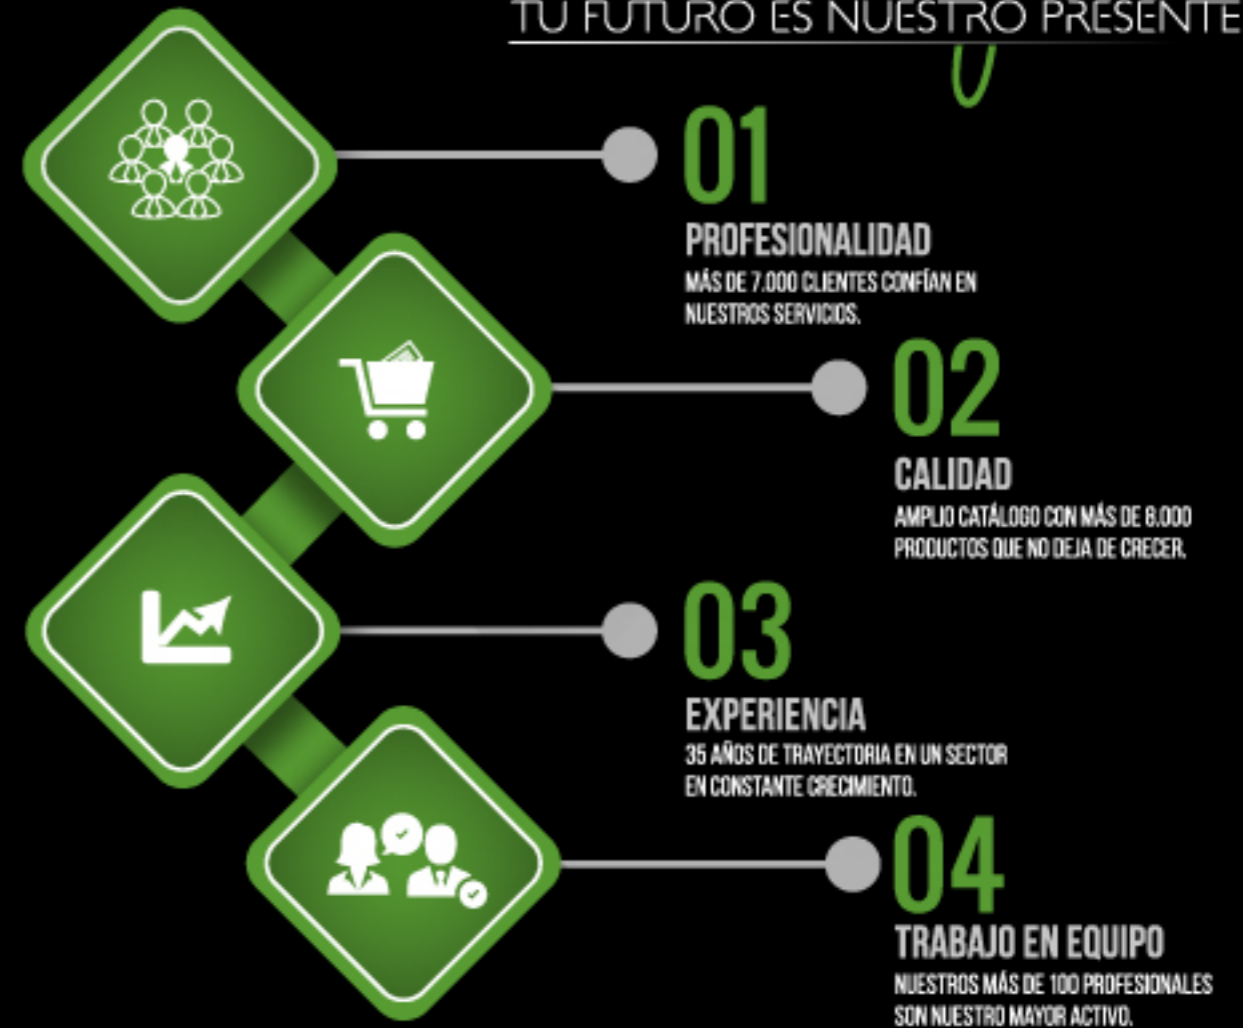 TU FUTURO ES NUESTRO PRESENTE
01
PROFESIONALIDAD
MÁS DE 7.000 CLIENTES CONFÍAN EN
NUESTROS SERVICIOS.
02
CALIDAD
AMPLIO CATÁLOGO CON MÁS DE 8.000
PRODUCTOS QUE NO DEJA DE CRECER.
03
EXPERIENCIA
35 AÑOS DE TRAYECTORIA EN UN SECTOR
EN CONSTANTE CRECIMIENTO.
04
TRABAJO EN EQUIPO
NUESTROS MÁS DE 100 PROFESIONALES
SON NUESTRO MAYOR ACTIVO.